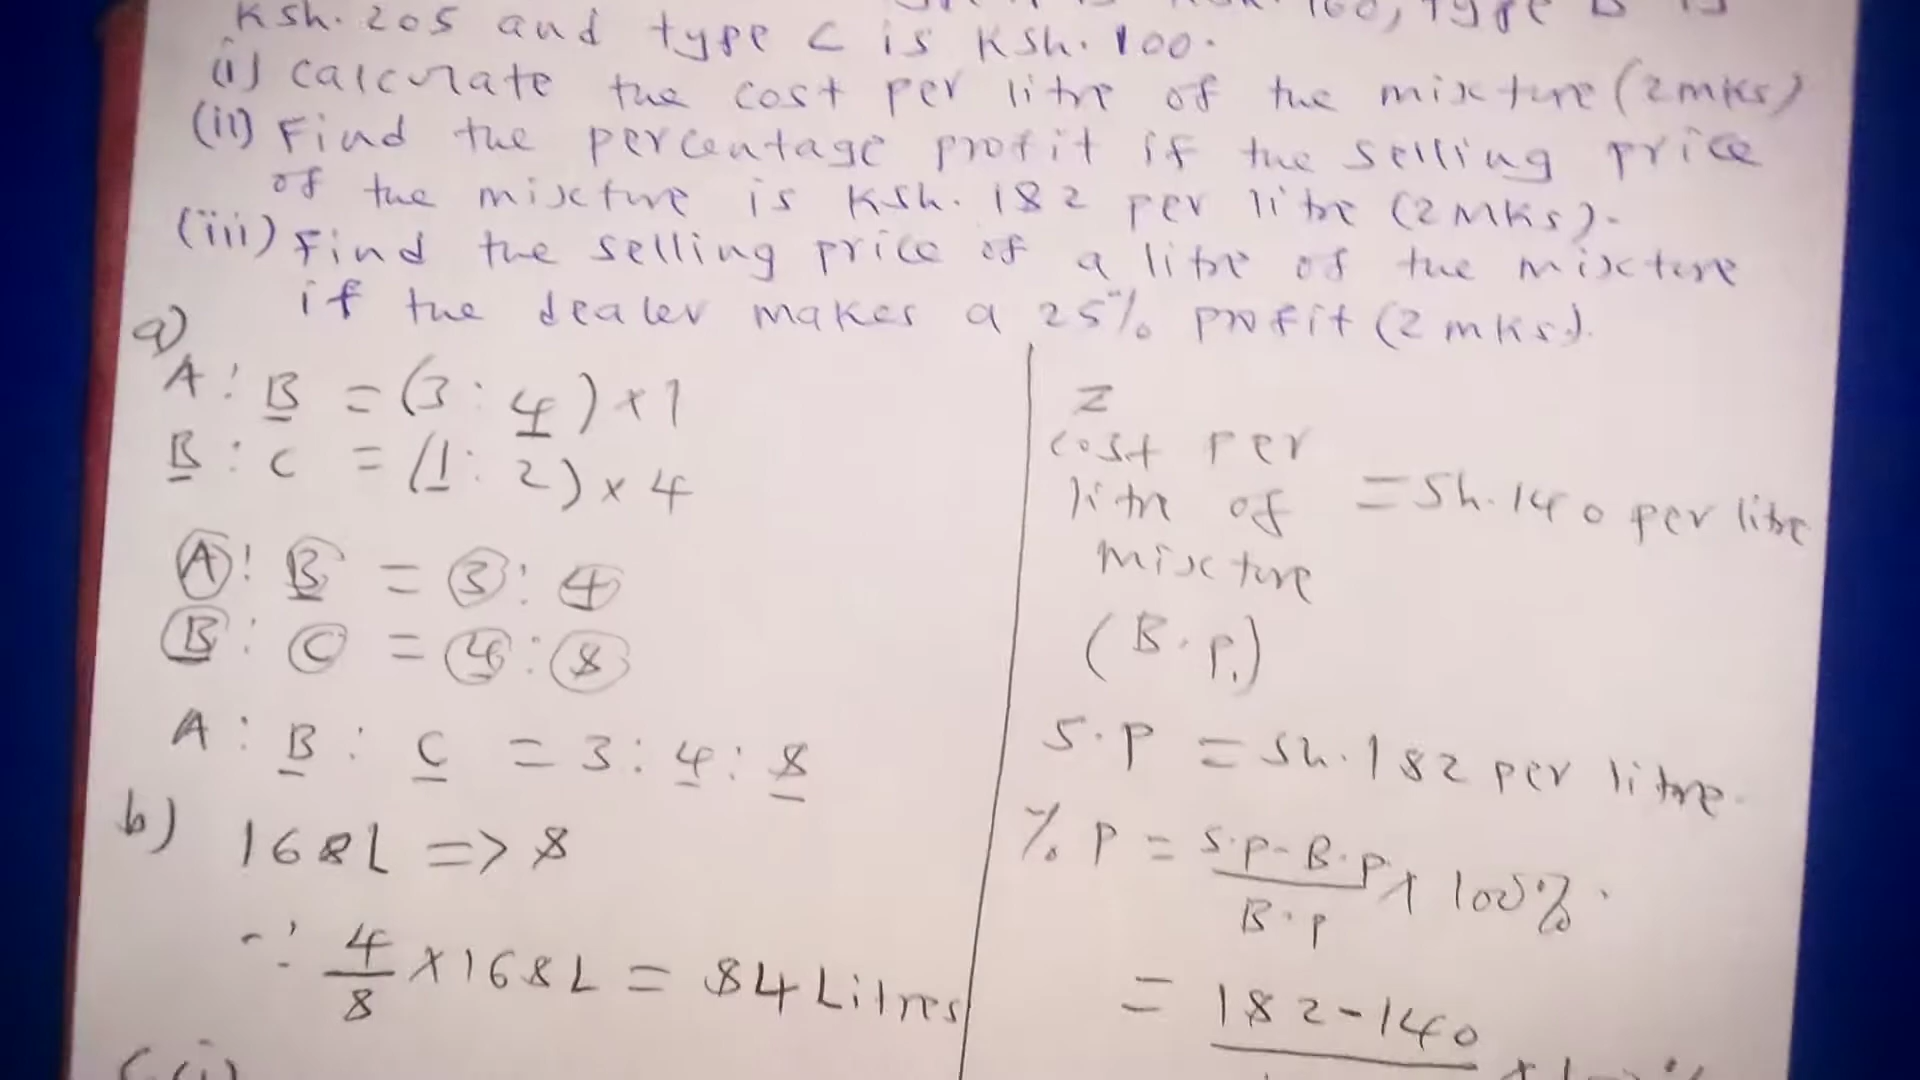 Ksh. 205 and type C is Ksh. 100.
(i) calculate the cost per litre of the mixture (2mks)
(ii) Find the percentage profit if the selling price
of the mixture is Ksh. 182 per litre (2mks).
(iii) Find the selling price of a litre of the mixture
if the dealer makes a 25% profit (2mks).
a)
A : B = (3 : 4) x 1
B : C = (1 : 2) x 4
A : B = 3 : 4
B : C = 4 : 8
A : B : C = 3 : 4 : 8
b) 168L => 8
4/8 x 168L = 84 Litres
c(i)
cost per
litre of = Sh. 140 per litre
mixture
(B.P.)
S.P = Sh. 182 per litre.
% P = S.P - B.P / B.P x 100%.
= 182 - 140